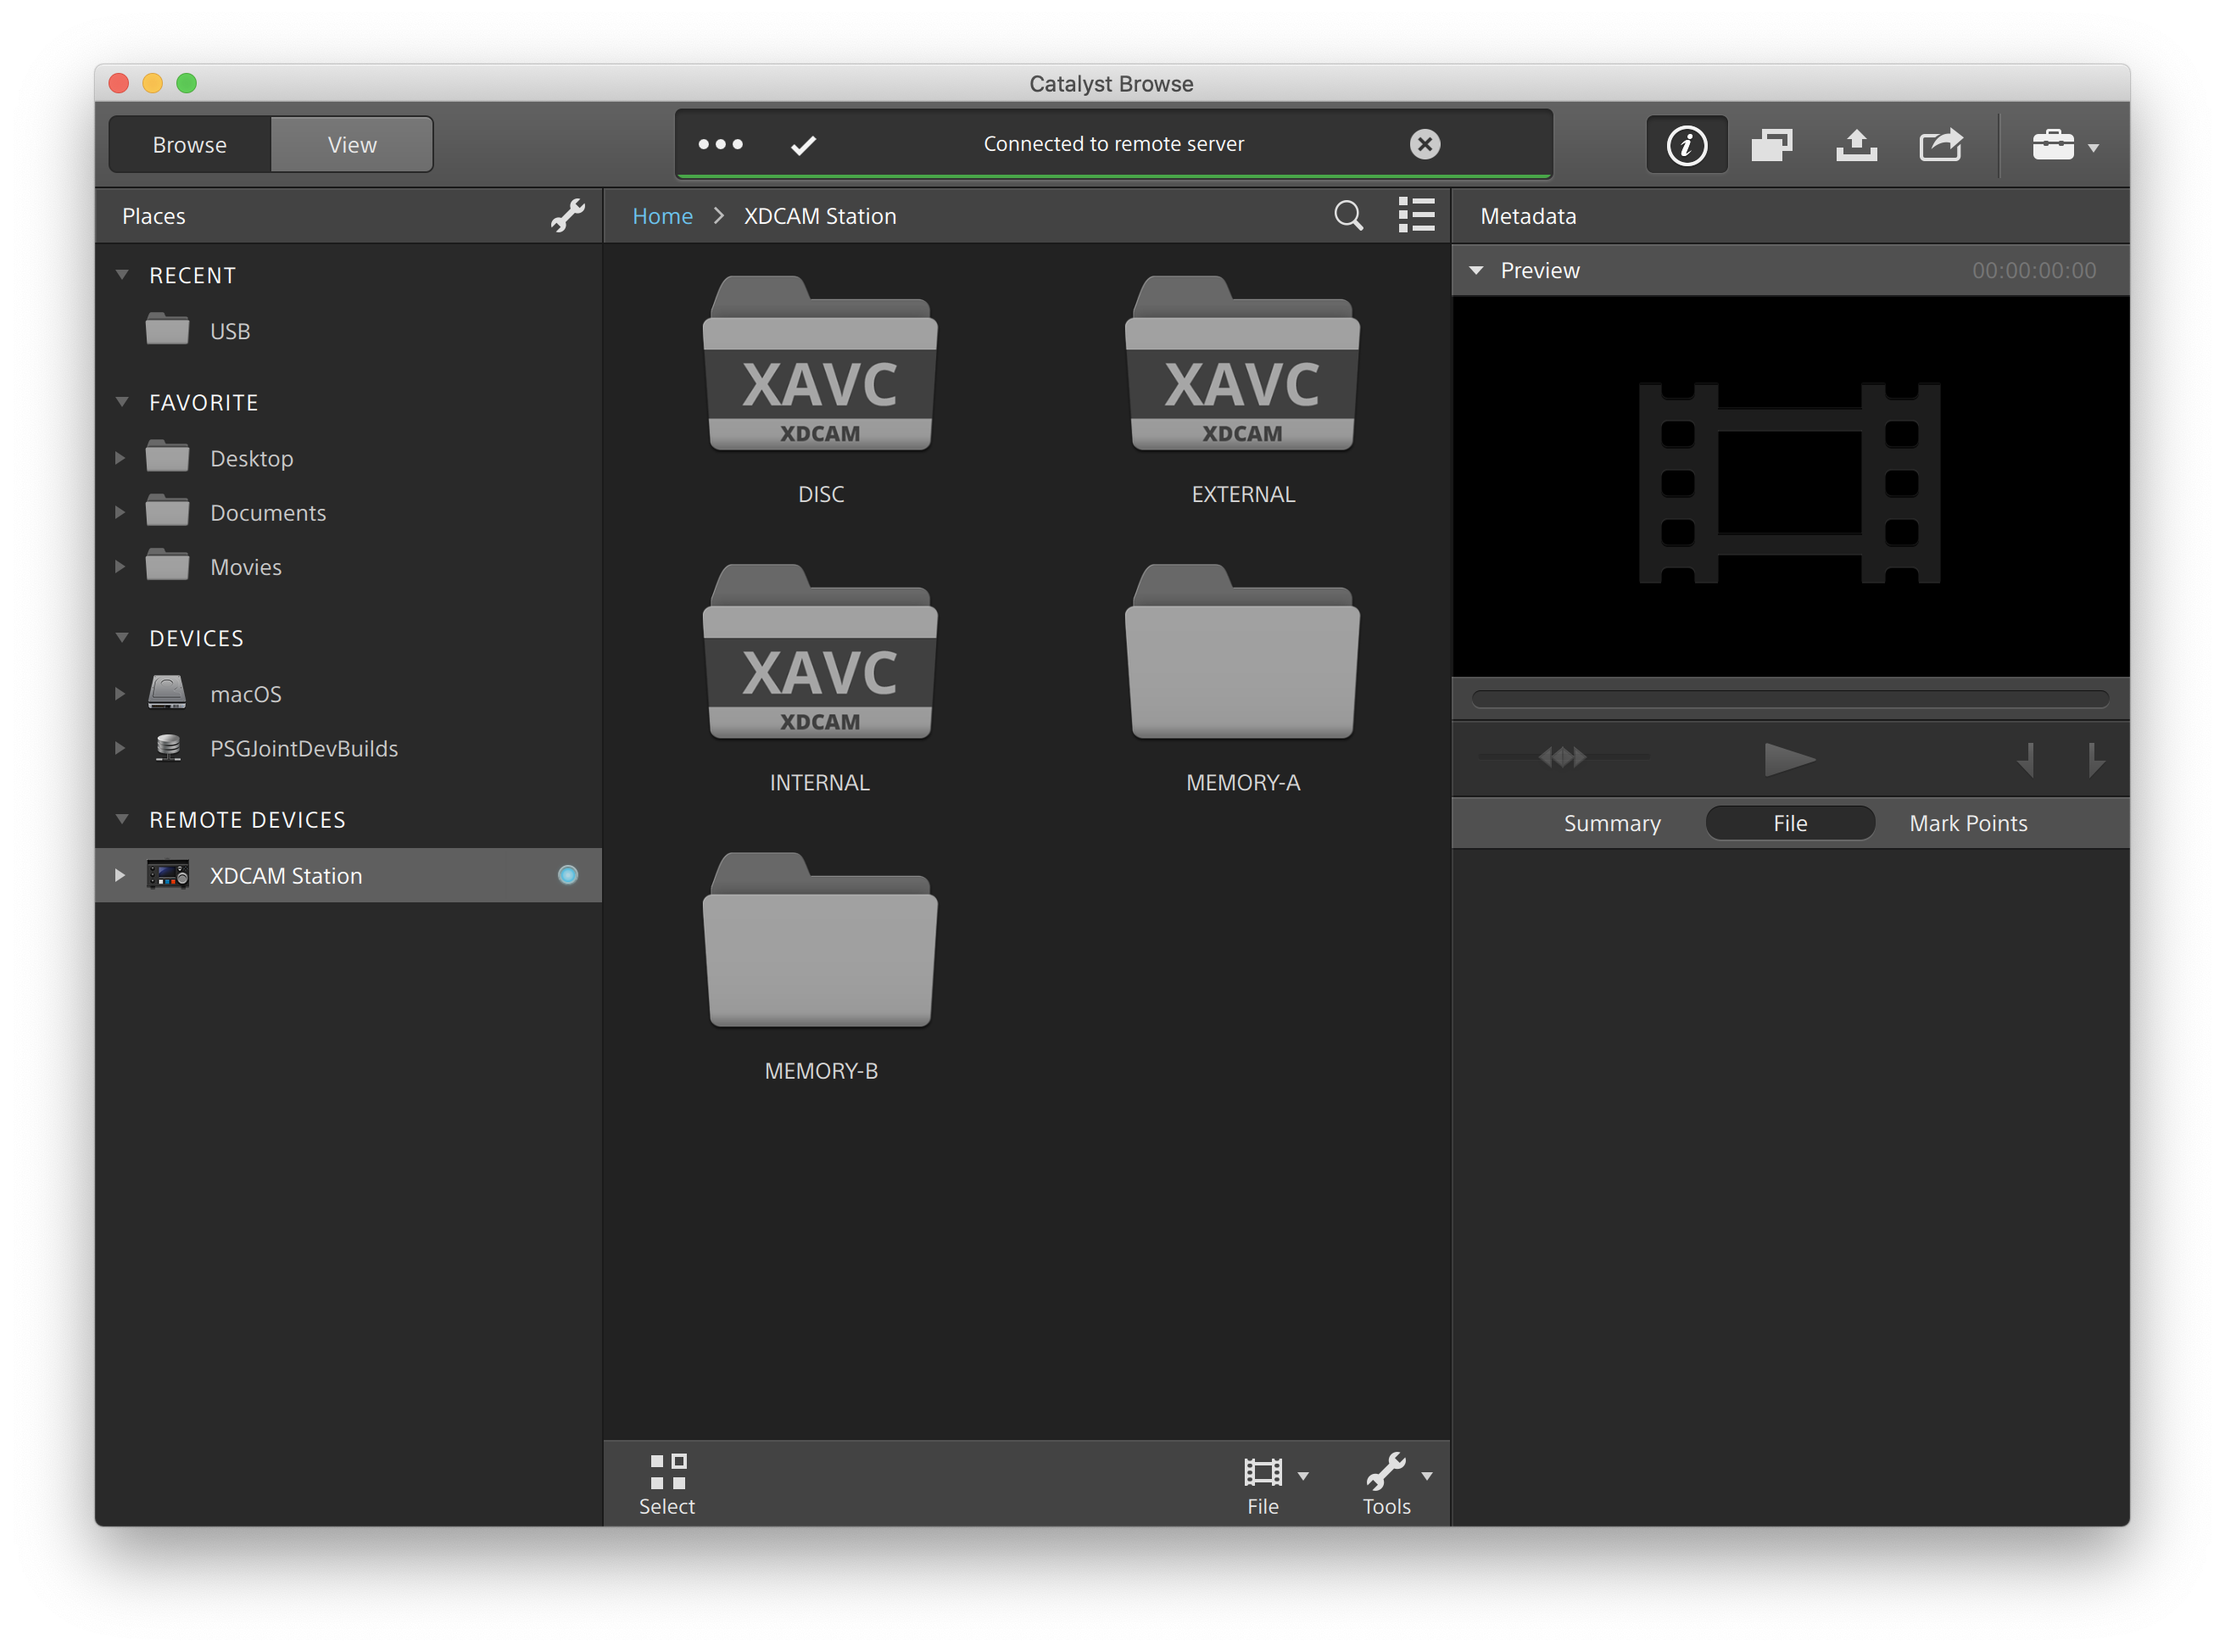 Catalyst Browse
Browse
View
Connected to remote server
Places
RECENT
USB
FAVORITE
Desktop
Documents
Movies
DEVICES
macOS
PSGJointDevBuilds
REMOTE DEVICES
XDCAM Station
Home > XDCAM Station
XAVC
XDCAM
DISC
XAVC
XDCAM
EXTERNAL
XAVC
XDCAM
INTERNAL
MEMORY-A
MEMORY-B
Select
File
Tools
Metadata
Preview
00:00:00:00
Summary
File
Mark Points